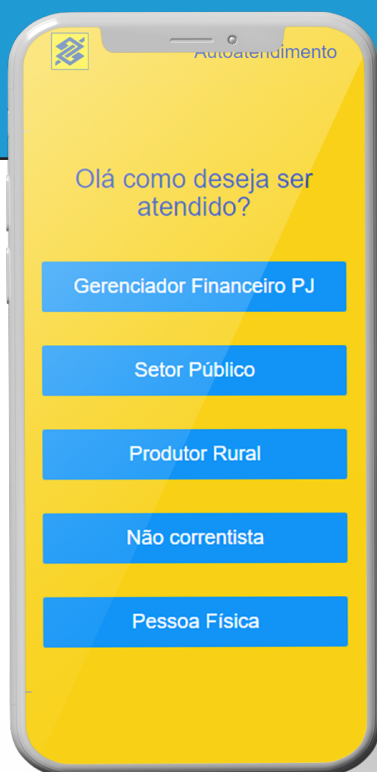 Autoatendimento
Olá como deseja ser
atendido?
Gerenciador Financeiro PJ
Setor Público
Produtor Rural
Não correntista
Pessoa Física